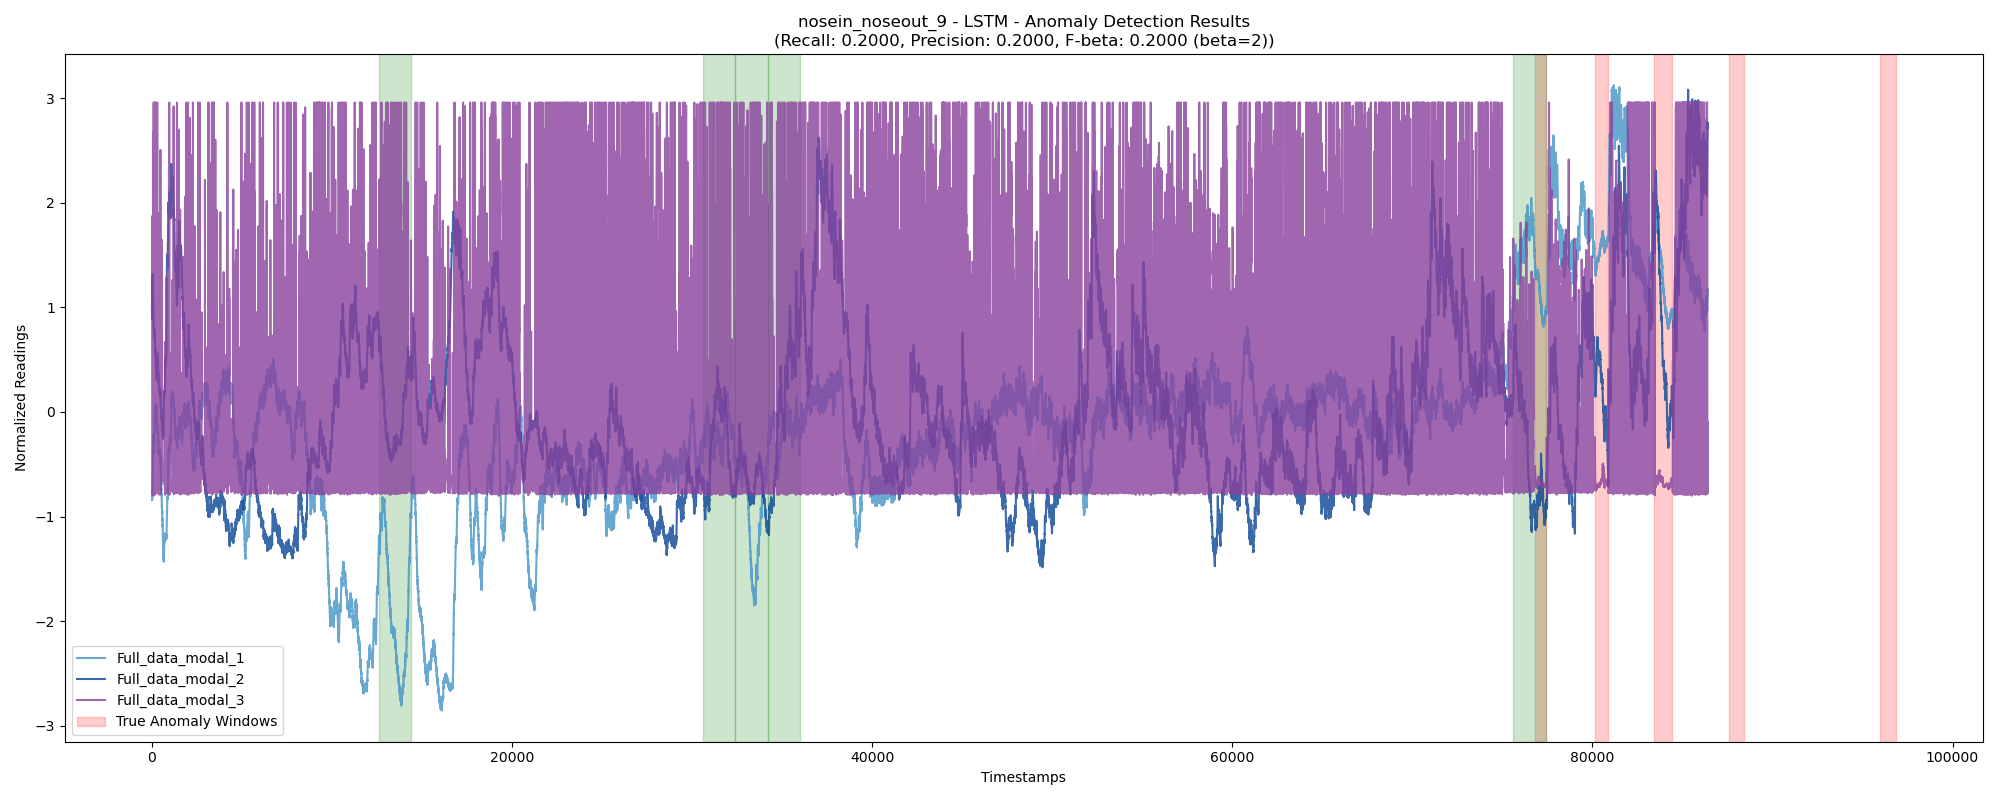 nosein_noseout_9 - LSTM - Anomaly Detection Results
(Recall: 0.2000, Precision: 0.2000, F-beta: 0.2000 (beta=2))
Normalized Readings
3
2
1
0
−1
−2
−3
Full_data_modal_1
Full_data_modal_2
Full_data_modal_3
True Anomaly Windows
0 20000 40000 60000 80000 100000
Timestamps